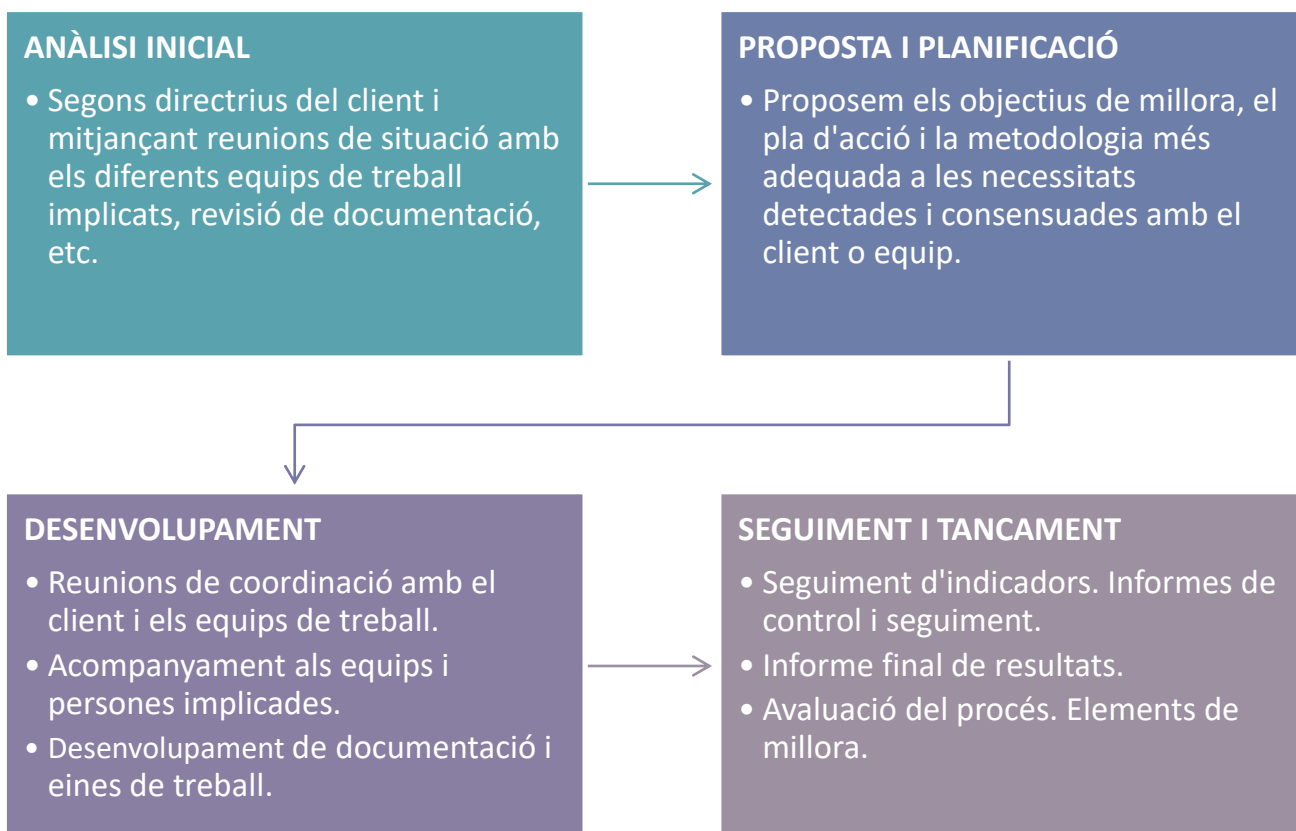 ANÀLISI INICIAL
• Segons directrius del client i
mitjançant reunions de situació amb
els diferents equips de treball
implicats, revisió de documentació,
etc.
PROPOSTA I PLANIFICACIÓ
• Proposem els objectius de millora, el
pla d'acció i la metodologia més
adequada a les necessitats
detectades i consensuades amb el
client o equip.
DESENVOLUPAMENT
• Reunions de coordinació amb el
client i els equips de treball.
• Acompanyament als equips i
persones implicades.
• Desenvolupament de documentació i
eines de treball.
SEGUIMENT I TANCAMENT
• Seguiment d'indicadors. Informes de
control i seguiment.
• Informe final de resultats.
• Avaluació del procés. Elements de
millora.